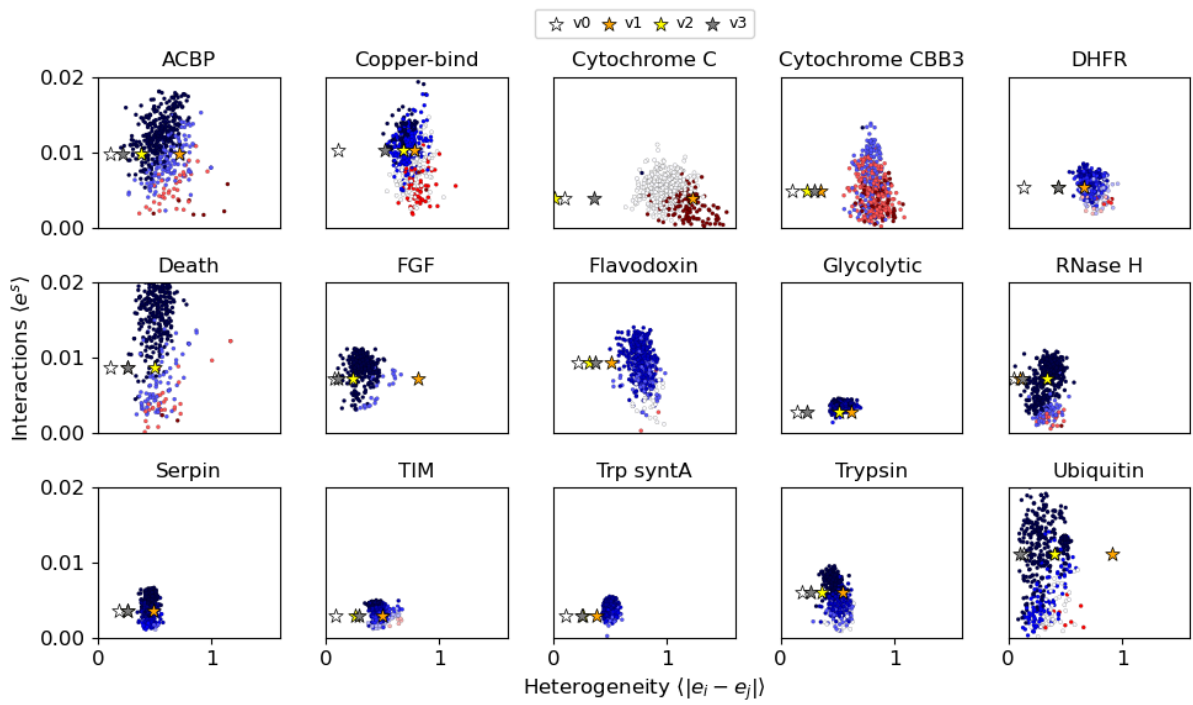 v0 v1 v2 v3
ACBP Copper-bind Cytochrome C Cytochrome CBB3 DHFR
0.02
0.01
0.00
Death FGF Flavodoxin Glycolytic RNase H
0.02
0.01
0.00
Interactions ⟨e^s⟩
Serpin TIM Trp syntA Trypsin Ubiquitin
0.02
0.01
0.00
0 1 0 1 0 1 0 1 0 1
Heterogeneity ⟨|e_i − e_j|⟩